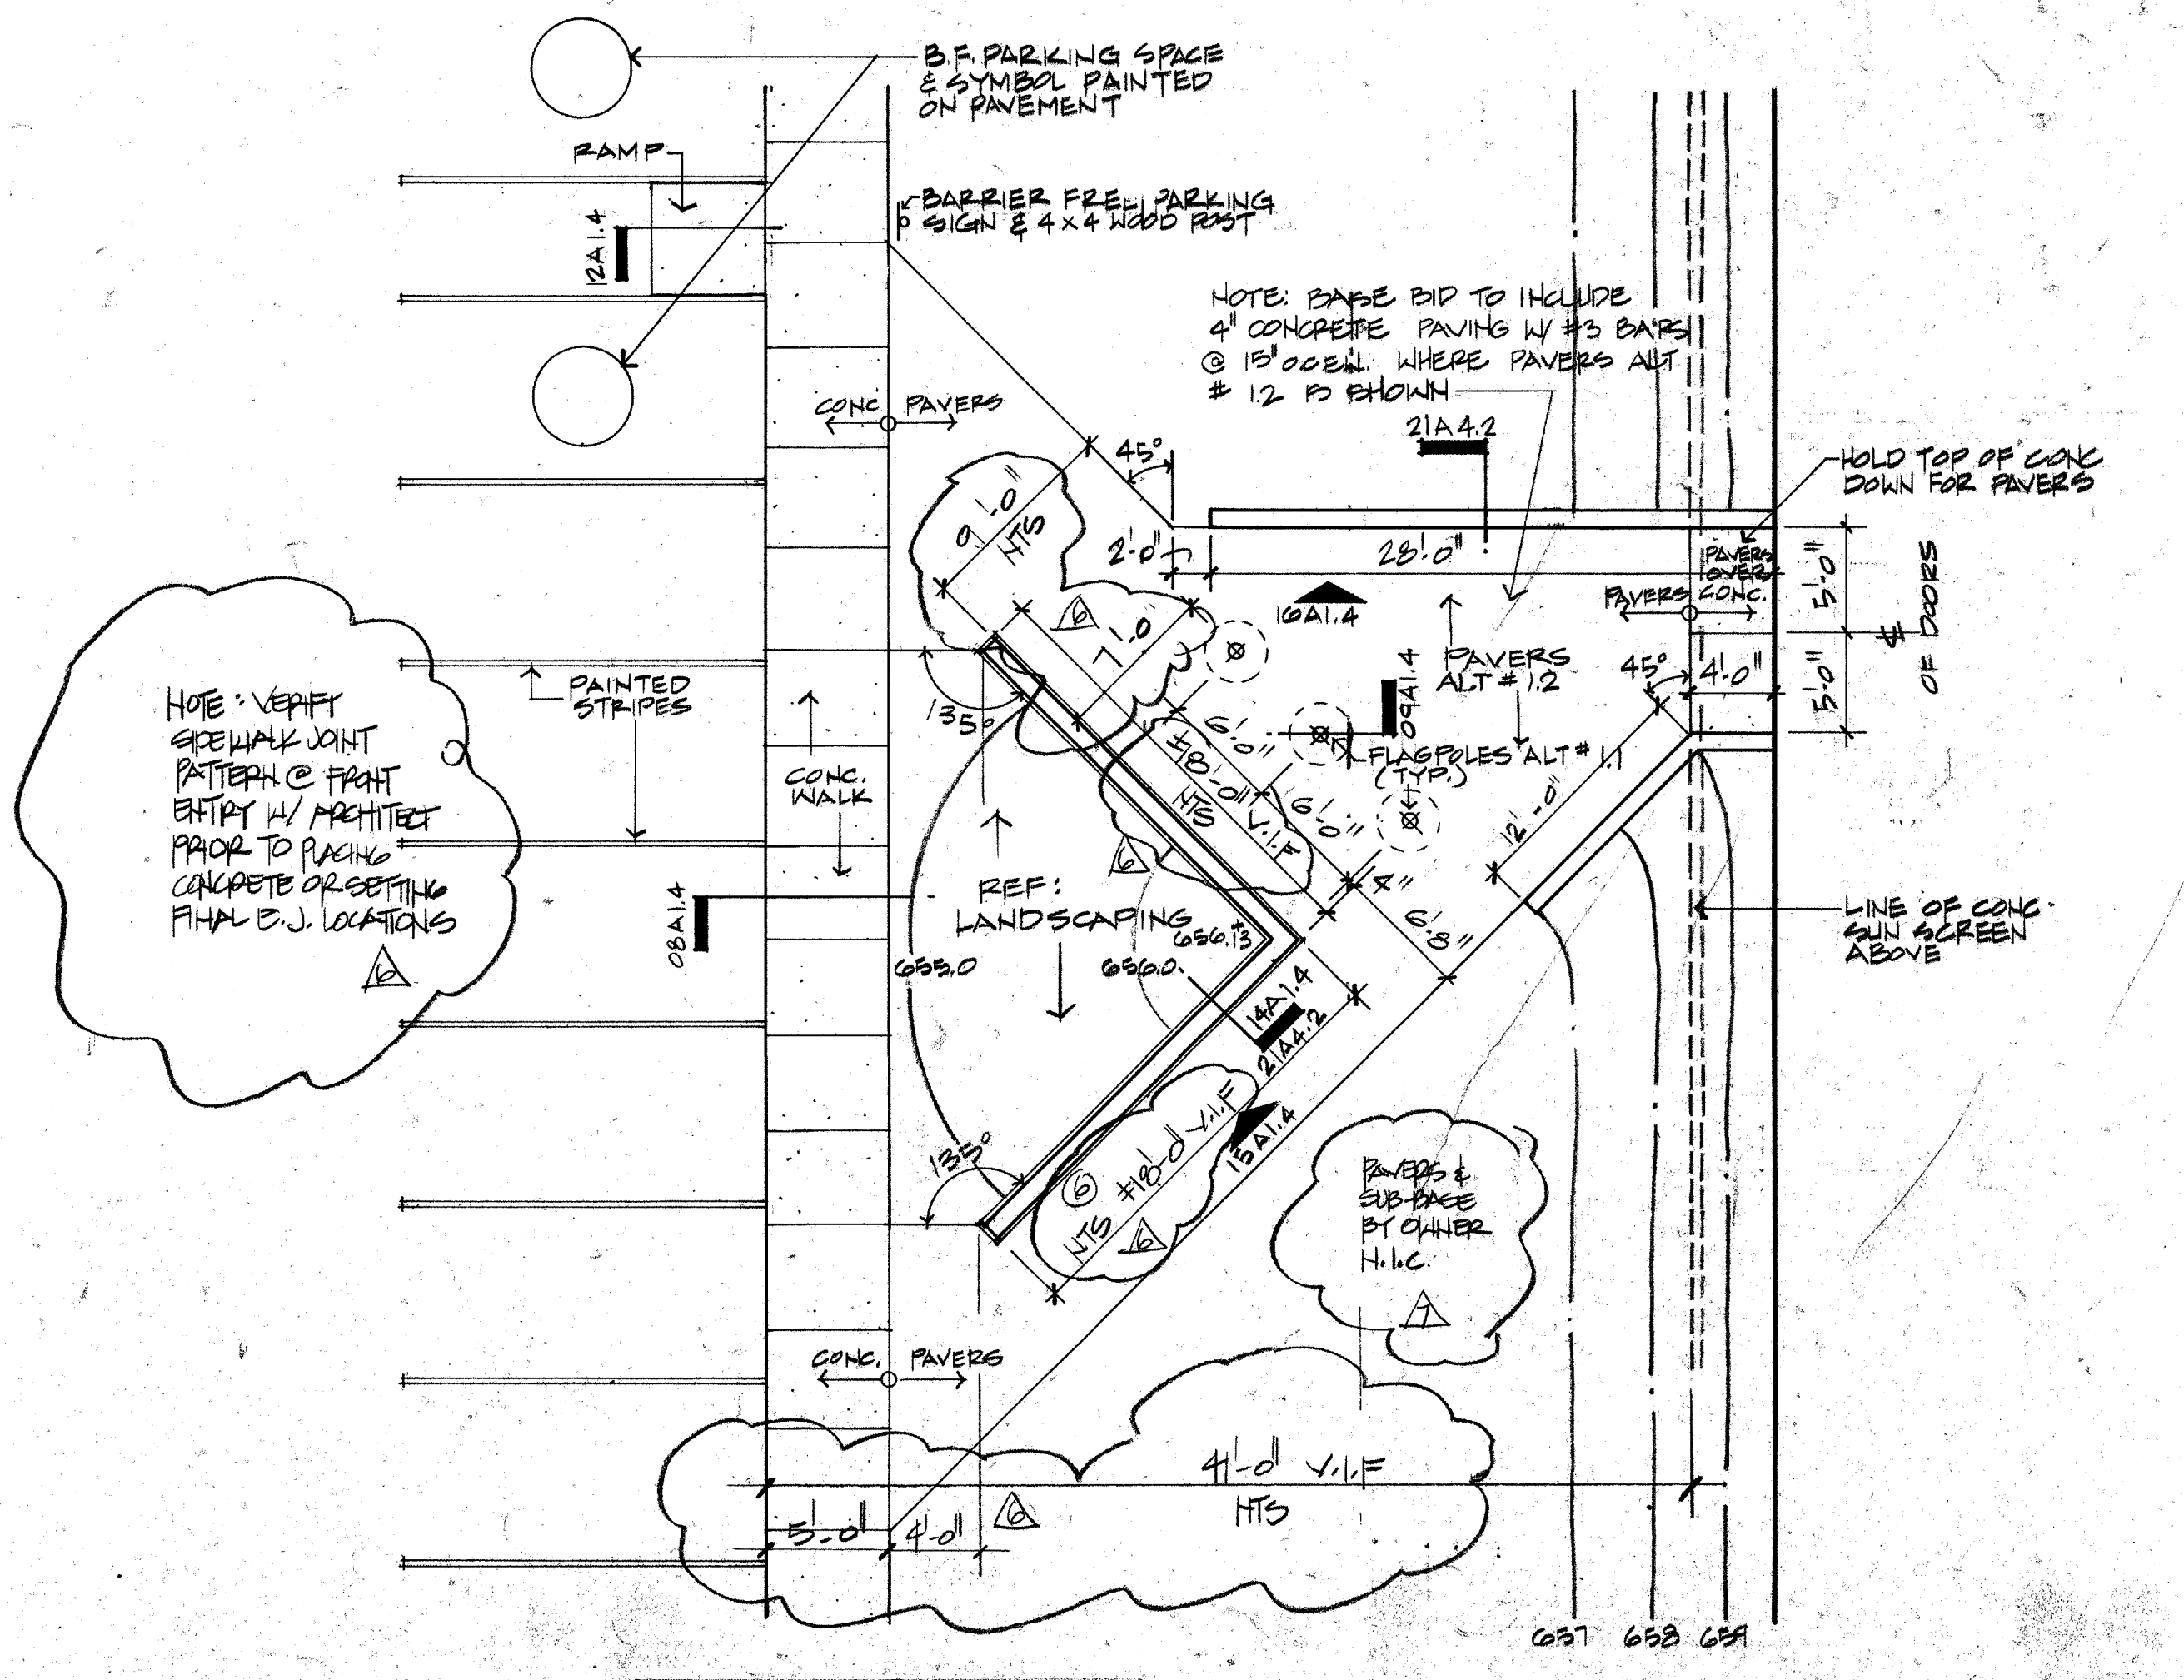 B.F. PARKING SPACE
& SYMBOL PAINTED
ON PAVEMENT
RAMP
12A1.4
BARRIER FREE PARKING
SIGN & 4x4 WOOD POST
NOTE: BASE BID TO INCLUDE
4" CONCRETE PAVING W/ #3 BARS
@ 15" OCEW. WHERE PAVERS ALT
# 1.2 IS SHOWN
CONC. PAVERS
21A4.2
45°
HOLD TOP OF CONC
DOWN FOR PAVERS
9'-0"
NTS
2'-0"
28'-0"
PAVERS
OVER
CONC.
PAVERS
5'-0"
5'-0"
℄ OF DOORS
16A1.4
6
7'-0
PAVERS
ALT # 1.2
09A1.4
45°
4'-0"
NOTE: VERIFY
SIDEWALK JOINT
PATTERN @ FRONT
ENTRY W/ ARCHITECT
PRIOR TO PLACING
CONCRETE OR SETTING
FINAL E.J. LOCATIONS
6
PAINTED
STRIPES
135°
6'-0"
±18'-0" V.I.F
NTS
FLAGPOLES ALT # 1.1
(TYP.)
CONC.
WALK
6'-0"
12'-0"
6
4"
6'-8"
REF:
LANDSCAPING
08A1.4
655.0
656.0
LINE OF CONC.
SUN SCREEN
ABOVE
14A1.4
21A4.2
135°
6
±18'-0" V.I.F
NTS
6
15A1.4
PAVERS &
SUB-BASE
BY OWNER
N.I.C.
7
CONC. PAVERS
41'-0" V.I.F
NTS
5'-0"
4'-0"
6
657 658 659